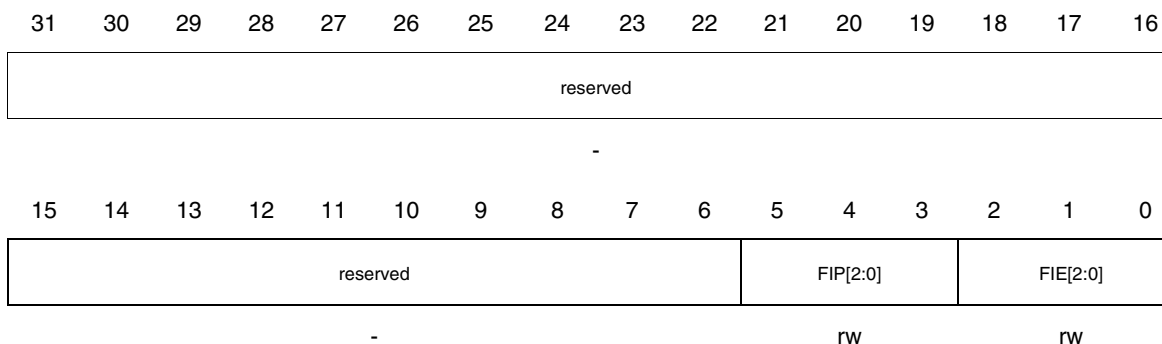 31 30 29 28 27 26 25 24 23 22 21 20 19 18 17 16
reserved
-
15 14 13 12 11 10 9 8 7 6 5 4 3 2 1 0
reserved FIP[2:0] FIE[2:0]
- rw rw